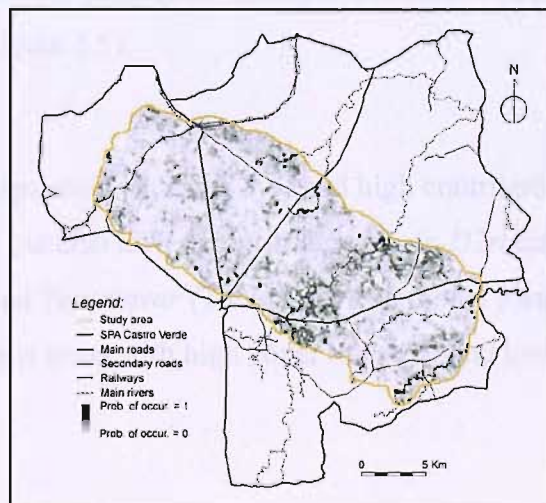 N
Legend:
Study area
SPA Castro Verde
Main roads
Secondary roads
Railways
Main rivers
Prob. of occur. = 1
Prob. of occur. = 0
0 5 Km